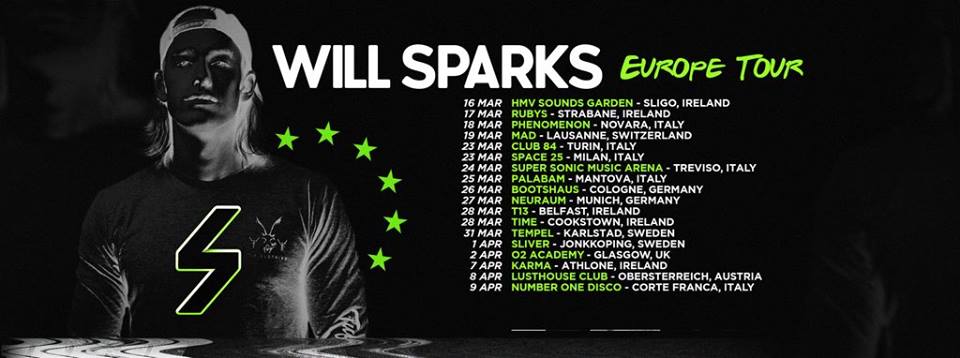 WILL SPARKS EUROPE TOUR
16 MAR HMV SOUNDS GARDEN - SLIGO, IRELAND
17 MAR RUBYS - STRABANE, IRELAND
18 MAR PHENOMENON - NOVARA, ITALY
19 MAR MAD - LAUSANNE, SWITZERLAND
23 MAR CLUB 84 - TURIN, ITALY
23 MAR SPACE 25 - MILAN, ITALY
24 MAR SUPER SONIC MUSIC ARENA - TREVISO, ITALY
25 MAR PALABAM - MANTOVA, ITALY
26 MAR BOOTSHAUS - COLOGNE, GERMANY
27 MAR NEURAUM - MUNICH, GERMANY
28 MAR T13 - BELFAST, IRELAND
28 MAR TIME - COOKSTOWN, IRELAND
31 MAR TEMPEL - KARLSTAD, SWEDEN
1 APR SLIVER - JONKKOPING, SWEDEN
2 APR O2 ACADEMY - GLASGOW, UK
7 APR KARMA - ATHLONE, IRELAND
8 APR LUSTHOUSE CLUB - OBERSTERREICH, AUSTRIA
9 APR NUMBER ONE DISCO - CORTE FRANCA, ITALY